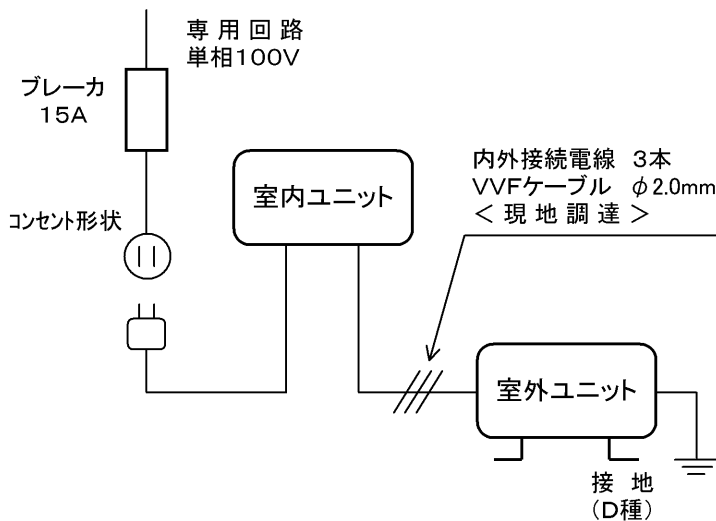 専用回路
単相100V
ブレーカ
15A
コンセント形状
室内ユニット
内外接続電線 3本
VVFケーブル φ2.0mm
<現地調達>
室外ユニット
接地
(D種)